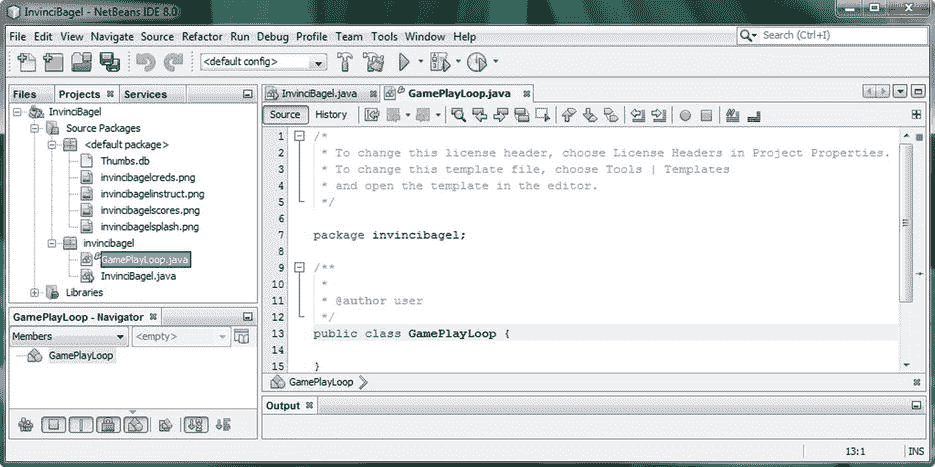 InvinciBagel - NetBeans IDE 8.0
File Edit View Navigate Source Refactor Run Debug Profile Team Tools Window Help
Search (Ctrl+I)
<default config>
Files Projects Services
InvinciBagel
Source Packages
<default package>
Thumbs.db
invincibagelcreds.png
invincibagelinstruct.png
invincibagelscores.png
invincibagelsplash.png
invincibagel
GamePlayLoop.java
InvinciBagel.java
Libraries
GamePlayLoop - Navigator
Members <empty>
GamePlayLoop
InvinciBagel.java GamePlayLoop.java
Source History
1 /*
2 * To change this license header, choose License Headers in Project Properties.
3 * To change this template file, choose Tools | Templates
4 * and open the template in the editor.
5 */
6
7 package invincibagel;
8
9 /**
10 *
11 * @author user
12 */
13 public class GamePlayLoop {
14
15 }
GamePlayLoop
Output
13:1 INS